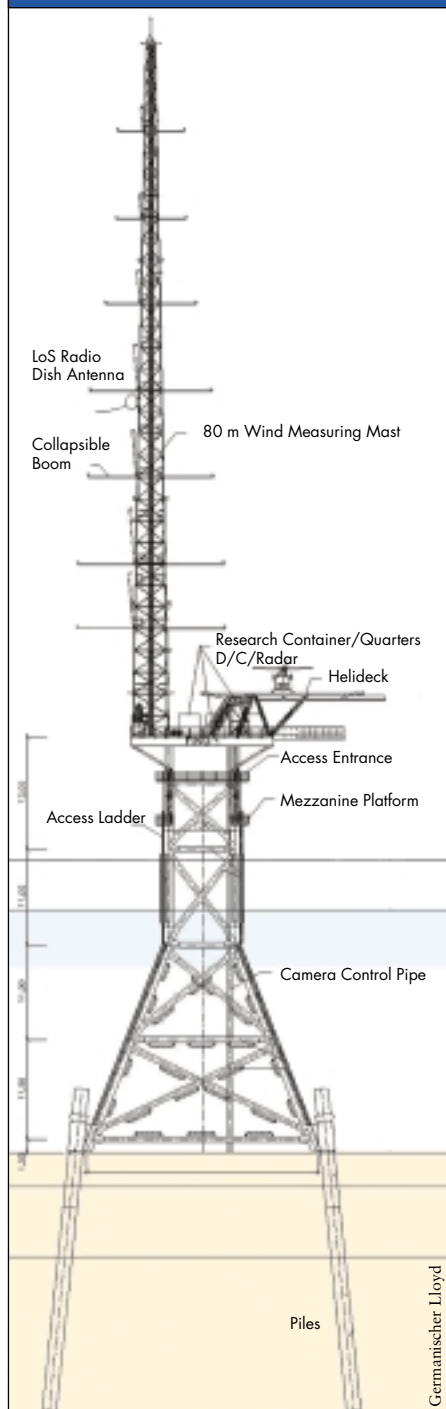 LoS Radio
Dish Antenna
80 m Wind Measuring Mast
Collapsible
Boom
Research Container/Quarters
D/C/Radar
Helideck
Access Entrance
Mezzanine Platform
Access Ladder
Camera Control Pipe
Piles
Germanischer Lloyd